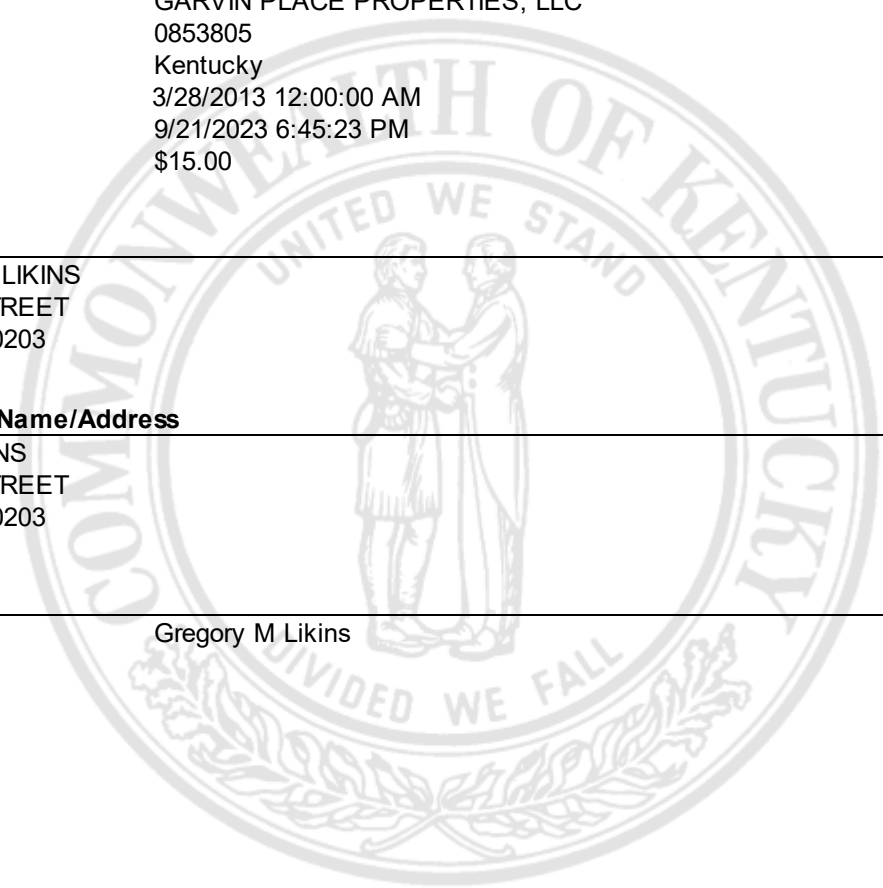 GARVIN PLACE PROPERTIES, LLC
0853805
Kentucky
3/28/2013 12:00:00 AM
9/21/2023 6:45:23 PM
$15.00
COMMONWEALTH OF KENTUCKY
UNITED WE STAND
LIKINS
TREET
0203
Name/Address
NS
TREET
0203
Gregory M Likins
DIVIDED WE FALL